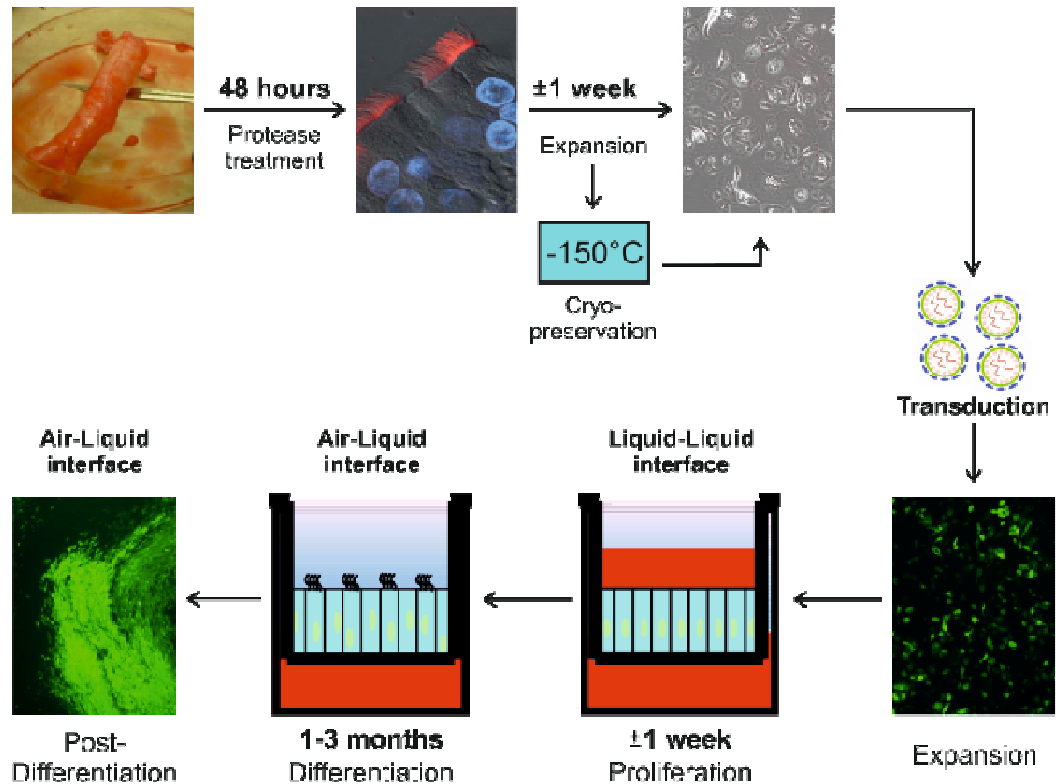 48 hours
Protease
treatment
±1 week
Expansion
-150°C
Cryo-
preservation
Transduction
Air-Liquid
interface
Air-Liquid
interface
Liquid-Liquid
interface
Post-
Differentiation
1-3 months
Differentiation
±1 week
Proliferation
Expansion